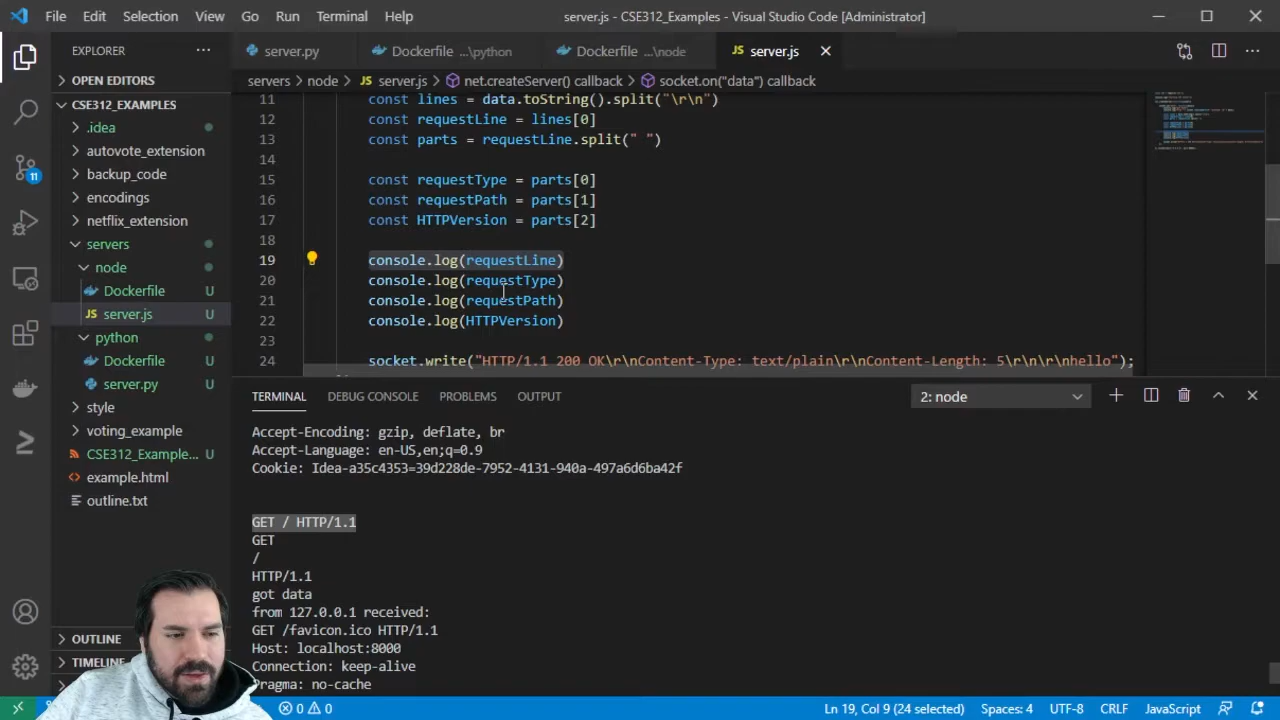 File Edit Selection View Go Run Terminal Help server.js - CSE312_Examples - Visual Studio Code [Administrator]
EXPLORER
server.py Dockerfile ...\python Dockerfile ...\node server.js
OPEN EDITORS
servers > node > server.js > net.createServer() callback > socket.on("data") callback
CSE312_EXAMPLES
.idea
autovote_extension
backup_code
encodings
netflix_extension
servers
node
Dockerfile U
server.js U
python
Dockerfile U
server.py U
style
voting_example
CSE312_Example... U
example.html
outline.txt
OUTLINE
TIMELINE
11
11 const lines = data.toString().split("\r\n")
12 const requestLine = lines[0]
13 const parts = requestLine.split(" ")
14
15 const requestType = parts[0]
16 const requestPath = parts[1]
17 const HTTPVersion = parts[2]
18
19 console.log(requestLine)
20 console.log(requestType)
21 console.log(requestPath)
22 console.log(HTTPVersion)
23
24 socket.write("HTTP/1.1 200 OK\r\nContent-Type: text/plain\r\nContent-Length: 5\r\n\r\nhello");
TERMINAL DEBUG CONSOLE PROBLEMS OUTPUT 2: node
Accept-Encoding: gzip, deflate, br
Accept-Language: en-US,en;q=0.9
Cookie: Idea-a35c4353=39d228de-7952-4131-940a-497a6d6ba42f
GET / HTTP/1.1
GET
/
HTTP/1.1
got data
from 127.0.0.1 received:
GET /favicon.ico HTTP/1.1
Host: localhost:8000
Connection: keep-alive
Pragma: no-cache
0 0 Ln 19, Col 9 (24 selected) Spaces: 4 UTF-8 CRLF JavaScript